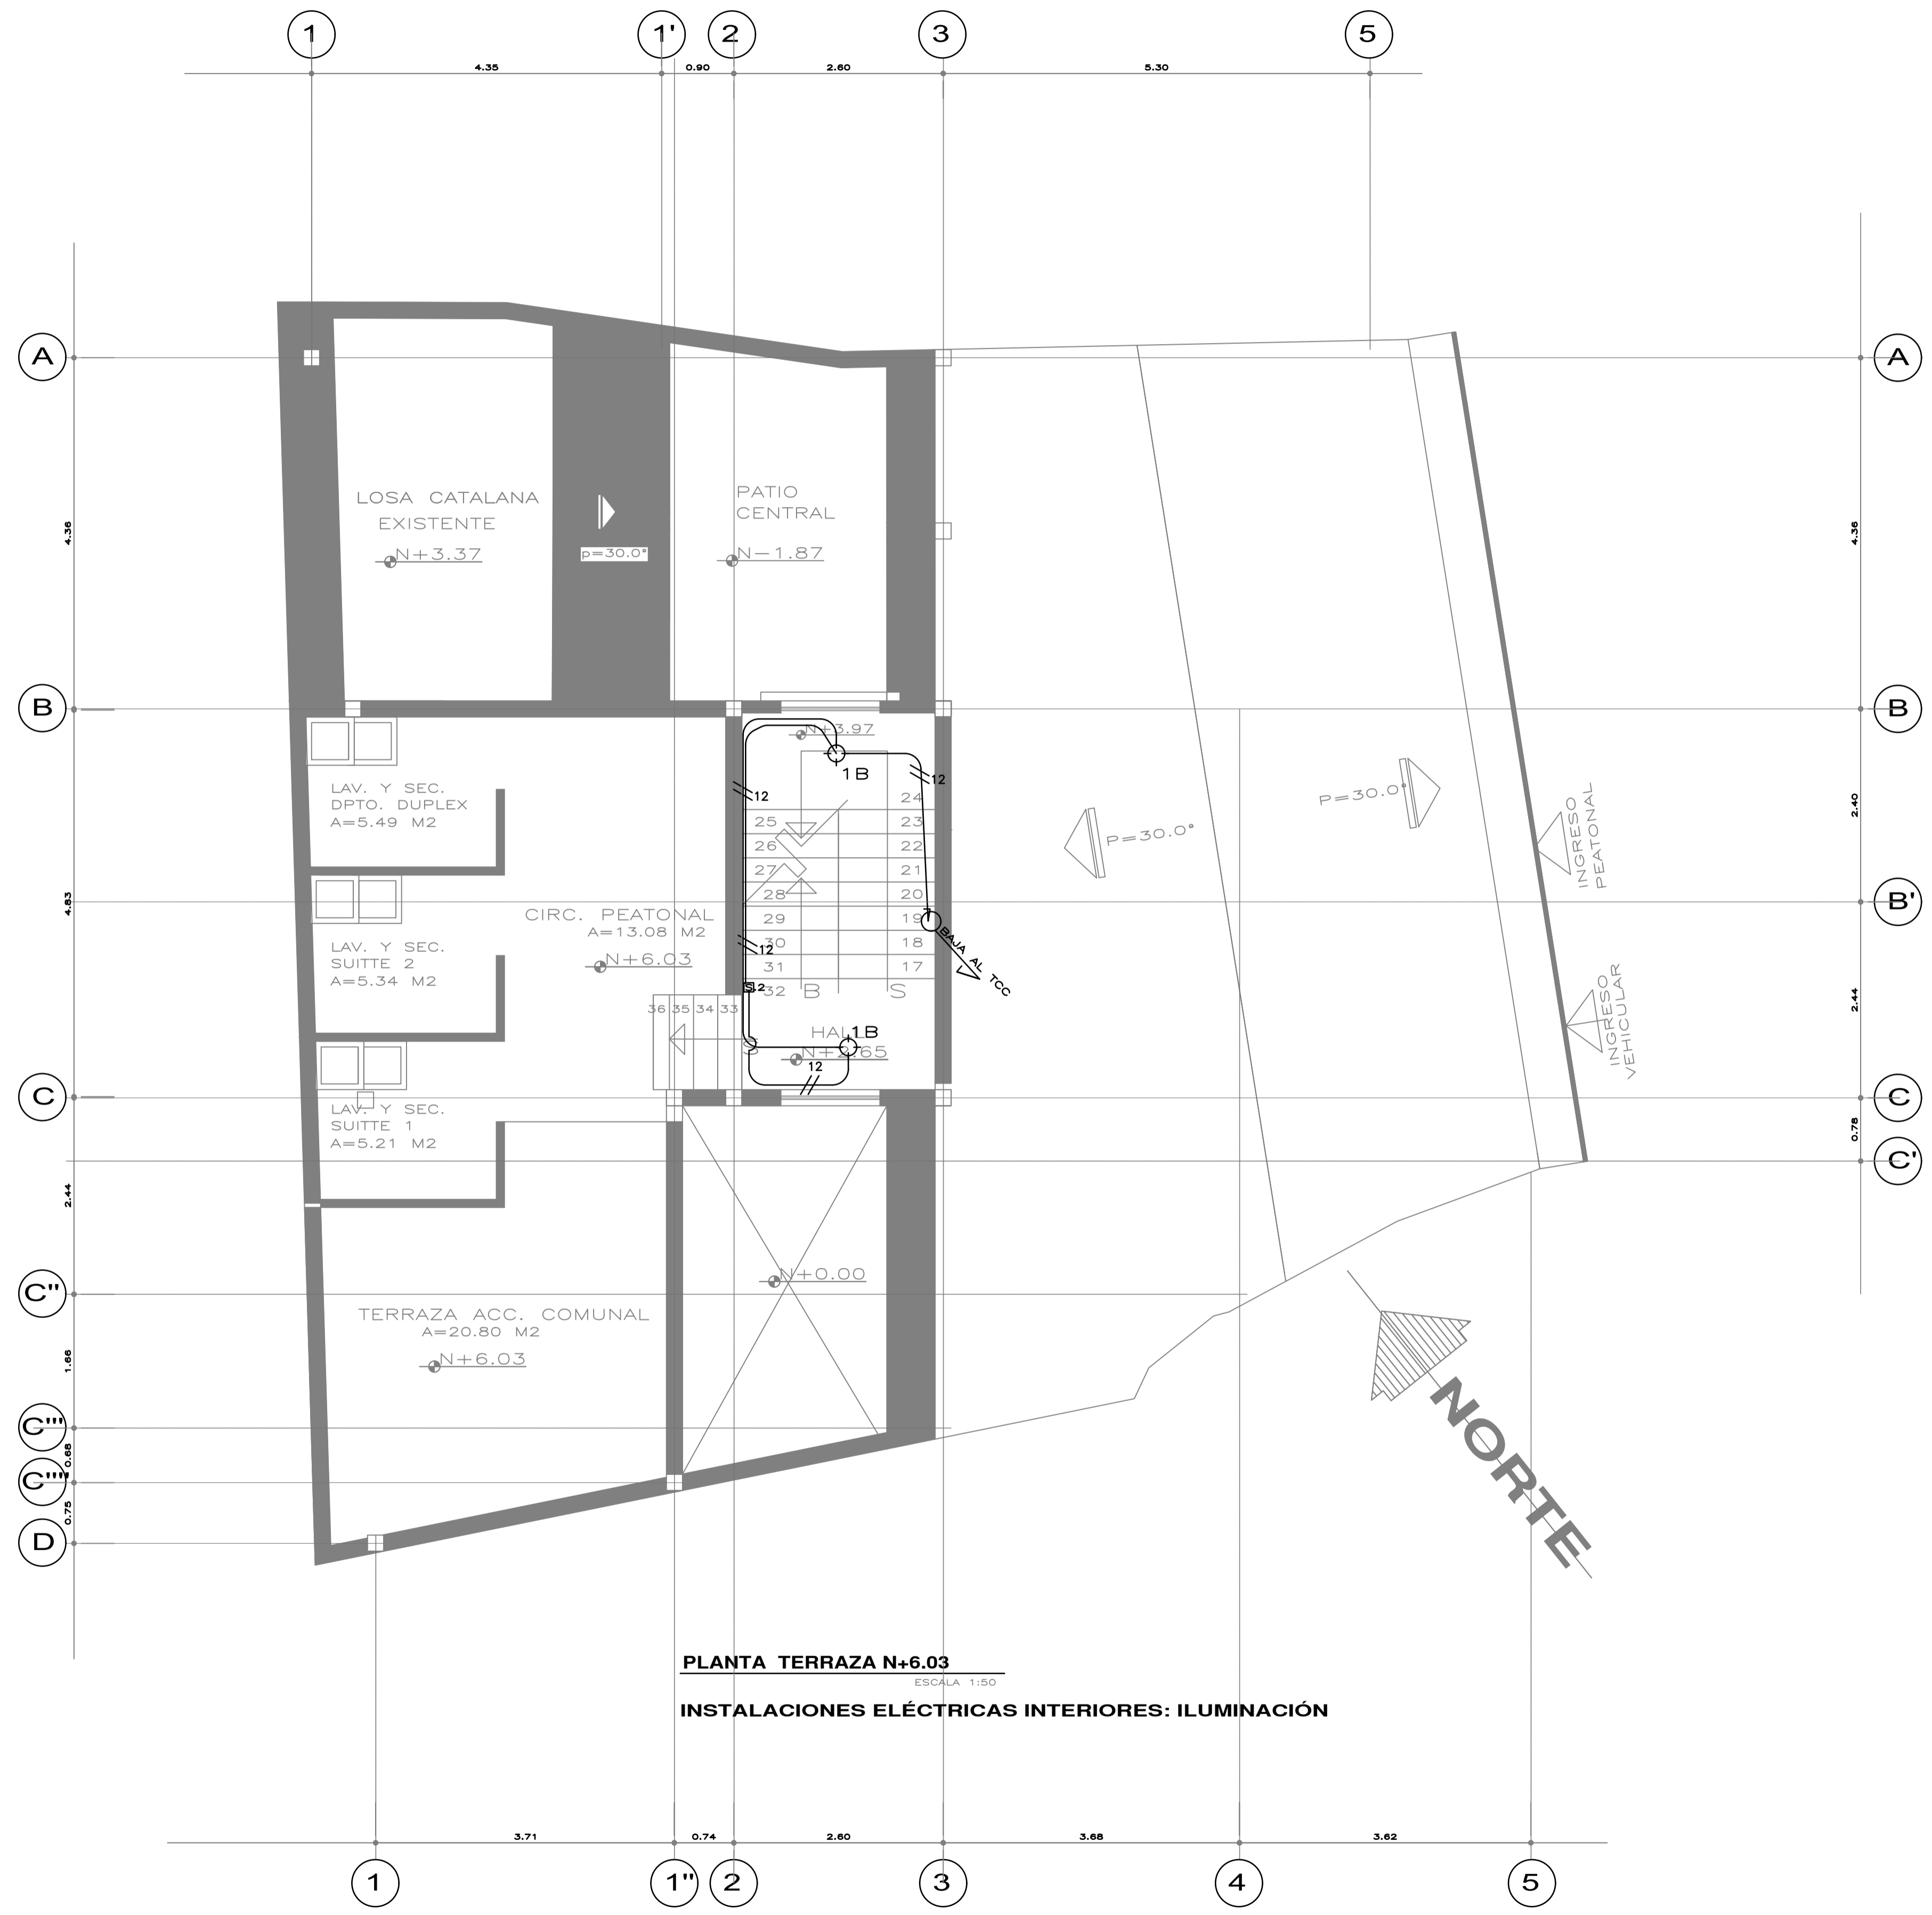 1 1' 2 3 5
4.35 0.90 2.60 5.30
A A
LOSA CATALANA
EXISTENTE
N+3.37
p=30.0°
PATIO
CENTRAL
N-1.87
4.36 4.36
B B
N+3.97
1B
12
12
LAV. Y SEC.
DPTO. DUPLEX
A=5.49 M2
24
25 23
26 22
27 21
28 20
29 19
30 18
31 17
32 B S
12
S.2
P=30.0°
P=30.0°
INGRESO
PEATONAL
2.40
4.83
B'
CIRC. PEATONAL
A=13.08 M2
N+6.03
BAJA AL TCC
LAV. Y SEC.
SUITTE 2
A=5.34 M2
36 35 34 33
S
HALL
1B
N+2.65
12
INGRESO
VEHICULAR
2.44
C C
LAV. Y SEC.
SUITTE 1
A=5.21 M2
0.78
C'
2.44
C''
N+0.00
TERRAZA ACC. COMUNAL
A=20.80 M2
N+6.03
1.66
C'''
0.68
C''''
0.75
D
NORTE
PLANTA TERRAZA N+6.03
ESCALA 1:50
INSTALACIONES ELÉCTRICAS INTERIORES: ILUMINACIÓN
3.71 0.74 2.60 3.68 3.62
1 1'' 2 3 4 5